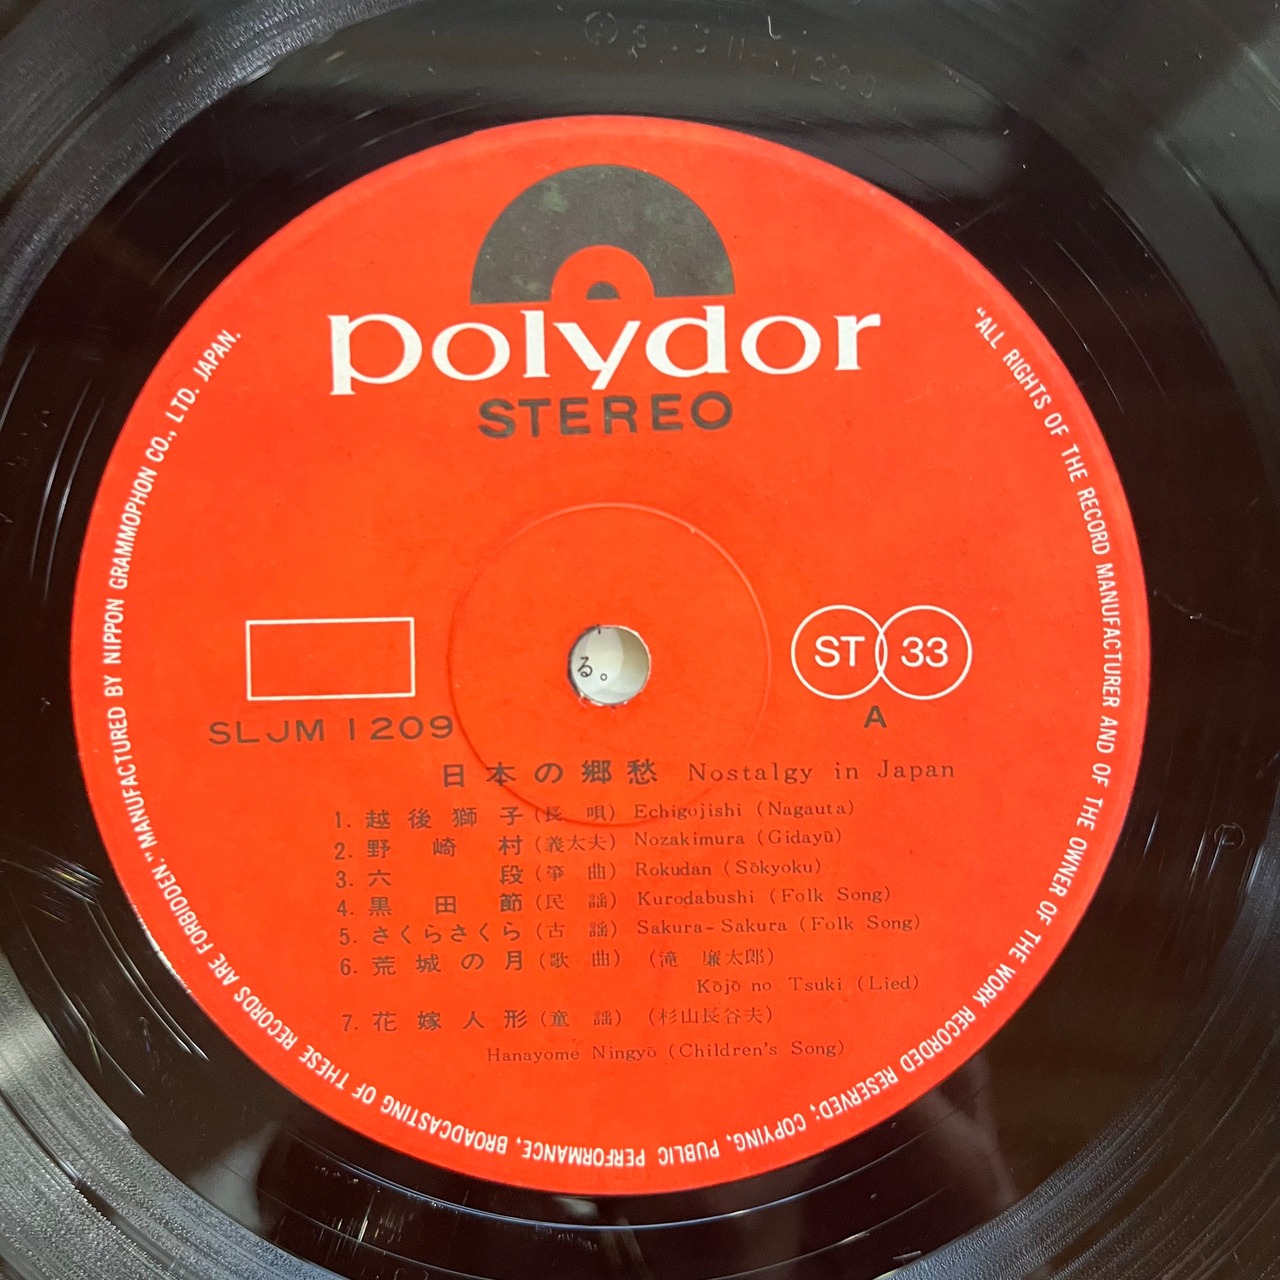 polydor
STEREO
ST 33
SLJM 1209
A
日本の郷愁 Nostalgy in Japan
1. 越後獅子 (長唄) Echigojishi (Nagauta)
2. 野崎村 (義太夫) Nozakimura (Gidayū)
3. 六段 (箏曲) Rokudan (Sōkyoku)
4. 黒田節 (民謡) Kurodabushi (Folk Song)
5. さくらさくら (古謡) Sakura-Sakura (Folk Song)
6. 荒城の月 (歌曲) (滝廉太郎)
Kōjō no Tsuki (Lied)
7. 花嫁人形 (童謡) (杉山長谷夫)
Hanayome Ningyō (Children's Song)
"ALL RIGHTS OF THE RECORD MANUFACTURER AND OF THE OWNER OF THE WORK RECORDED RESERVED; COPYING, PUBLIC PERFORMANCE, BROADCASTING OF THESE RECORDS ARE FORBIDDEN." MANUFACTURED BY NIPPON GRAMMOPHON CO., LTD. JAPAN.
る。